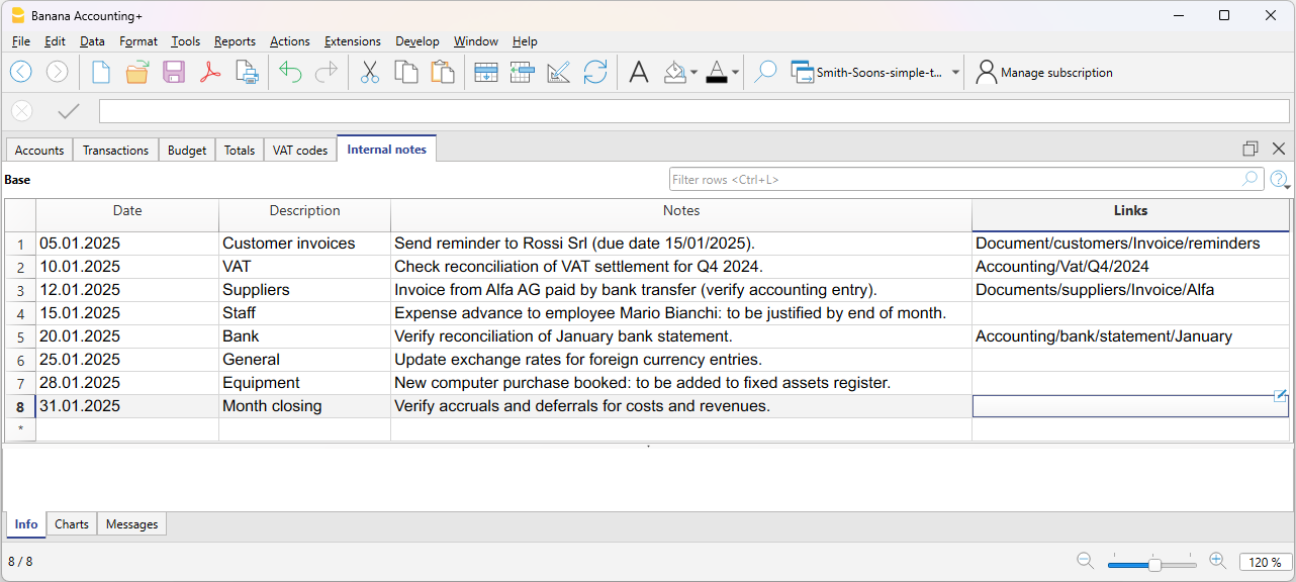 Banana Accounting+
File Edit Data Format Tools Reports Actions Extensions Develop Window Help
Smith-Soons-simple-t... Manage subscription
Accounts Transactions Budget Totals VAT codes Internal notes
Base Filter rows <Ctrl+L>
Date Description Notes Links
1 05.01.2025 Customer invoices Send reminder to Rossi Srl (due date 15/01/2025). Document/customers/Invoice/reminders
2 10.01.2025 VAT Check reconciliation of VAT settlement for Q4 2024. Accounting/Vat/Q4/2024
3 12.01.2025 Suppliers Invoice from Alfa AG paid by bank transfer (verify accounting entry). Documents/suppliers/Invoice/Alfa
4 15.01.2025 Staff Expense advance to employee Mario Bianchi: to be justified by end of month.
5 20.01.2025 Bank Verify reconciliation of January bank statement. Accounting/bank/statement/January
6 25.01.2025 General Update exchange rates for foreign currency entries.
7 28.01.2025 Equipment New computer purchase booked: to be added to fixed assets register.
8 31.01.2025 Month closing Verify accruals and deferrals for costs and revenues.
*
Info Charts Messages
8 / 8 120 %